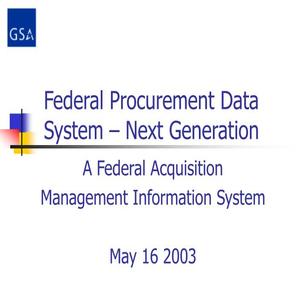 GSA
Federal Procurement Data
System – Next Generation
A Federal Acquisition
Management Information System
May 16 2003